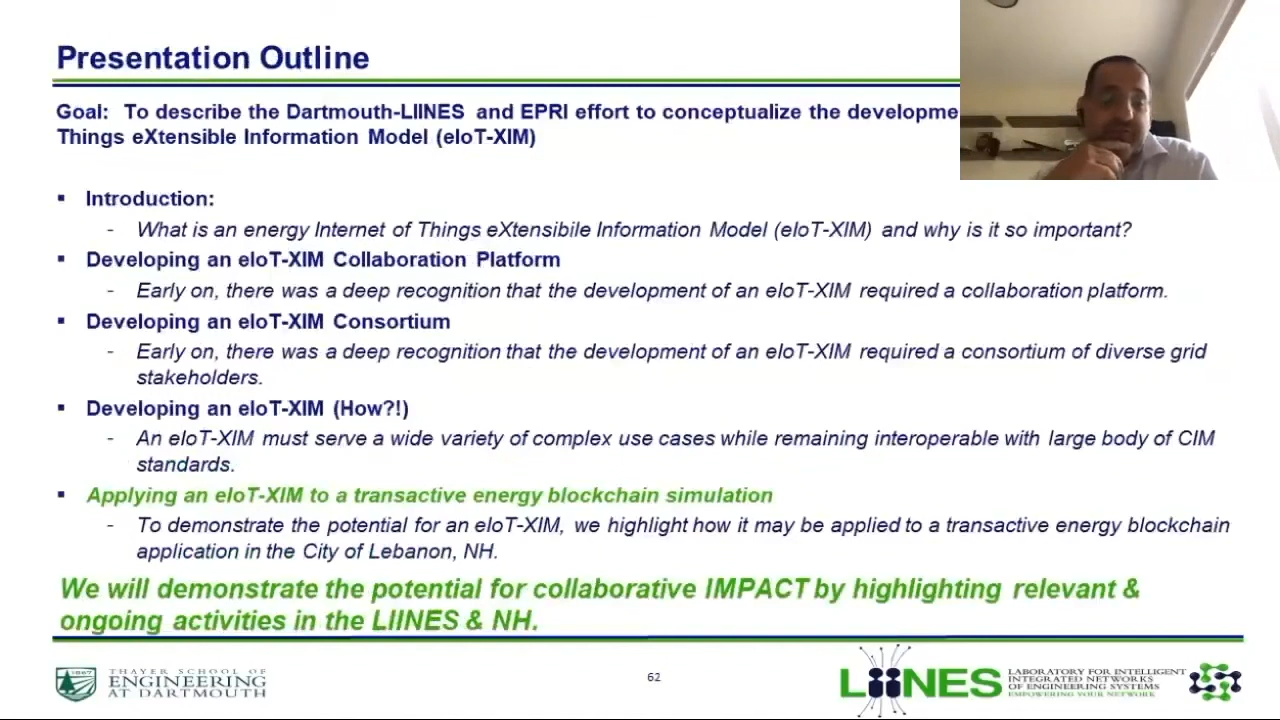 Presentation Outline
Goal: To describe the Dartmouth-LIINES and EPRI effort to conceptualize the developme
Things eXtensible Information Model (eIoT-XIM)
▪ Introduction:
- What is an energy Internet of Things eXtensibile Information Model (eIoT-XIM) and why is it so important?
▪ Developing an eIoT-XIM Collaboration Platform
- Early on, there was a deep recognition that the development of an eIoT-XIM required a collaboration platform.
▪ Developing an eIoT-XIM Consortium
- Early on, there was a deep recognition that the development of an eIoT-XIM required a consortium of diverse grid
stakeholders.
▪ Developing an eIoT-XIM (How?!)
- An eIoT-XIM must serve a wide variety of complex use cases while remaining interoperable with large body of CIM
standards.
▪ Applying an eIoT-XIM to a transactive energy blockchain simulation
- To demonstrate the potential for an eIoT-XIM, we highlight how it may be applied to a transactive energy blockchain
application in the City of Lebanon, NH.
We will demonstrate the potential for collaborative IMPACT by highlighting relevant &
ongoing activities in the LIINES & NH.
1867
THAYER SCHOOL OF
ENGINEERING
AT DARTMOUTH
62
LIINES
LABORATORY FOR INTELLIGENT
INTEGRATED NETWORKS
OF ENGINEERING SYSTEMS
EMPOWERING YOUR NETWORK